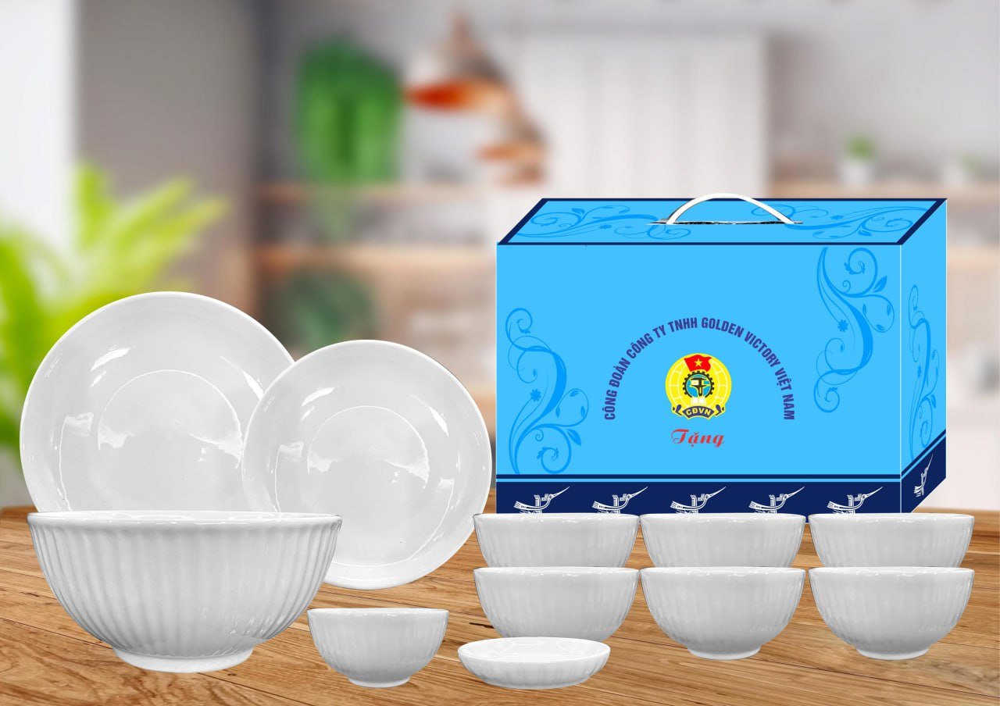 CÔNG ĐOÀN CÔNG TY TNHH GOLDEN VICTORY VIỆT NAM
CĐVN
Tặng